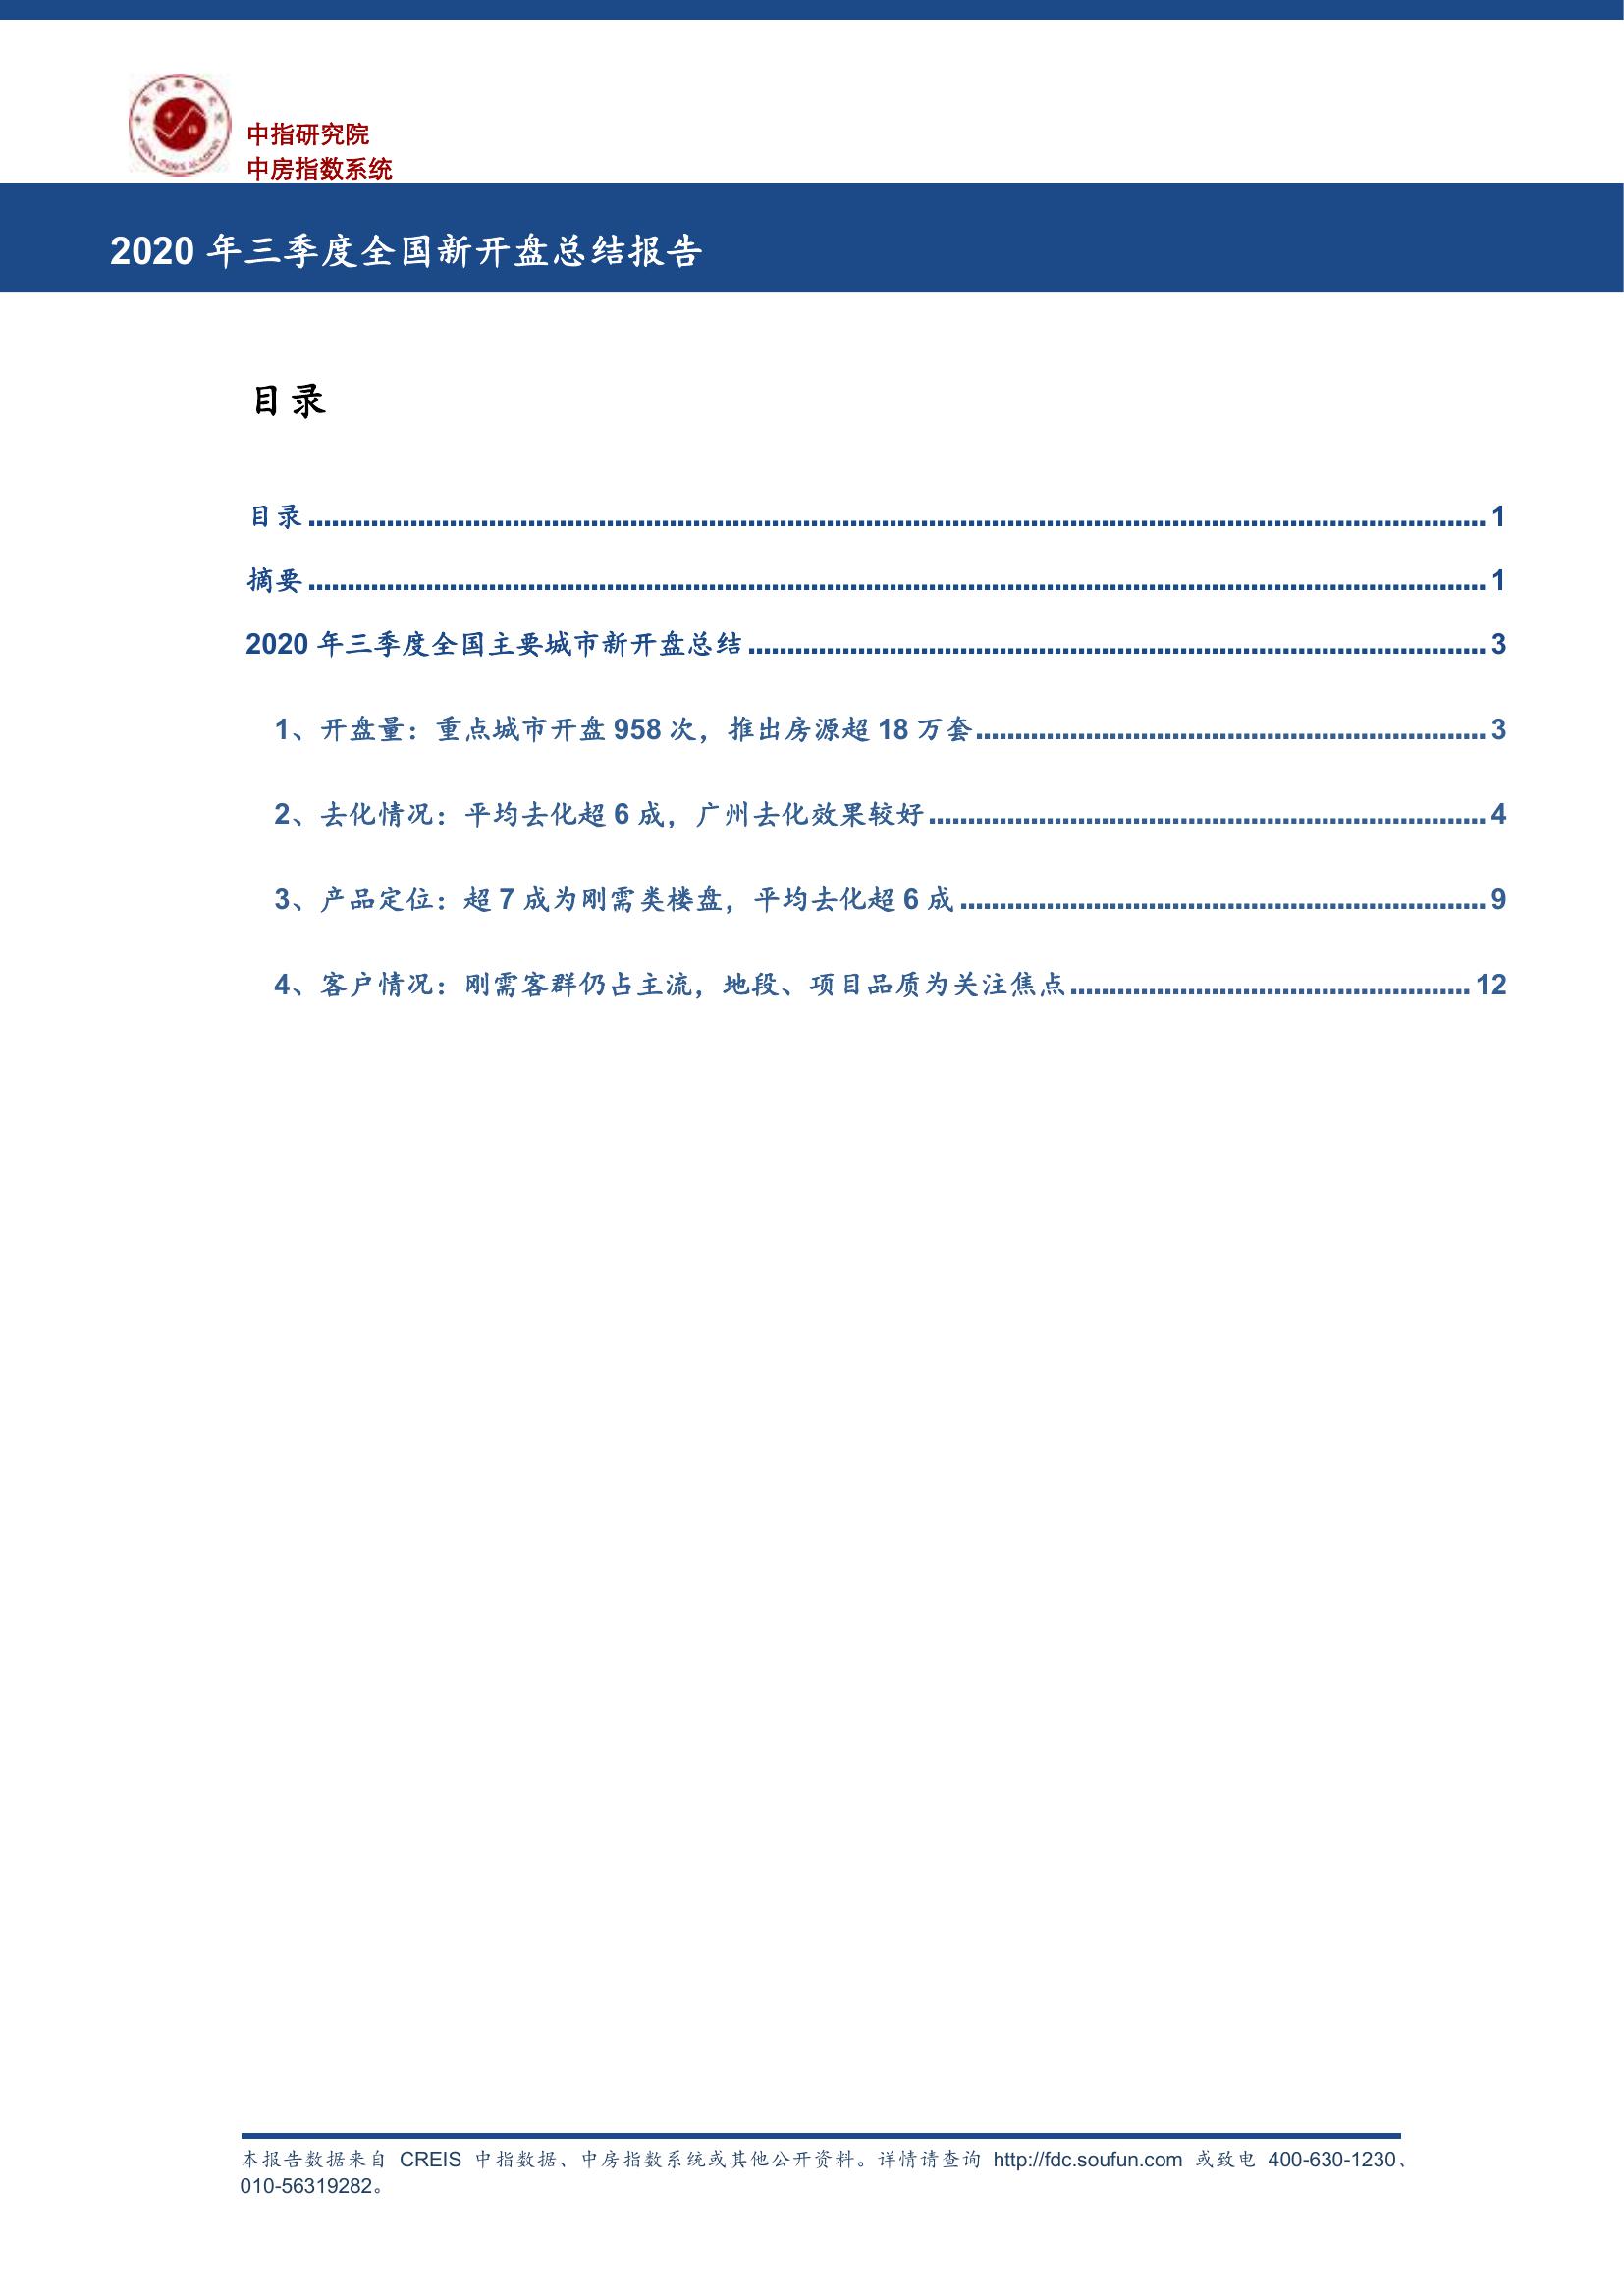 中指研究院
中房指数系统
2020 年三季度全国新开盘总结报告
目录
目录 1
摘要 1
2020 年三季度全国主要城市新开盘总结 3
1、开盘量：重点城市开盘 958 次，推出房源超 18 万套 3
2、去化情况：平均去化超 6 成，广州去化效果较好 4
3、产品定位：超 7 成为刚需类楼盘，平均去化超 6 成 9
4、客户情况：刚需客群仍占主流，地段、项目品质为关注焦点 12
本报告数据来自 CREIS 中指数据、中房指数系统或其他公开资料。详情请查询 http://fdc.soufun.com 或致电 400-630-1230、
010-56319282。